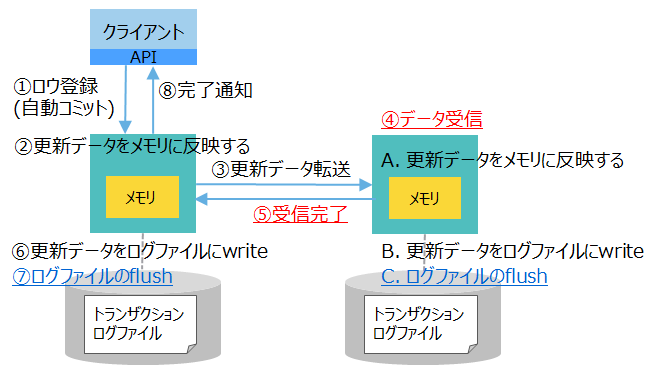 クライアント
API
①ロウ登録
(自動コミット)
⑧完了通知
②更新データをメモリに反映する
③更新データ転送
④データ受信
A. 更新データをメモリに反映する
メモリ
メモリ
⑤受信完了
⑥更新データをログファイルにwrite
⑦ログファイルのflush
B. 更新データをログファイルにwrite
C. ログファイルのflush
トランザクション
ログファイル
トランザクション
ログファイル